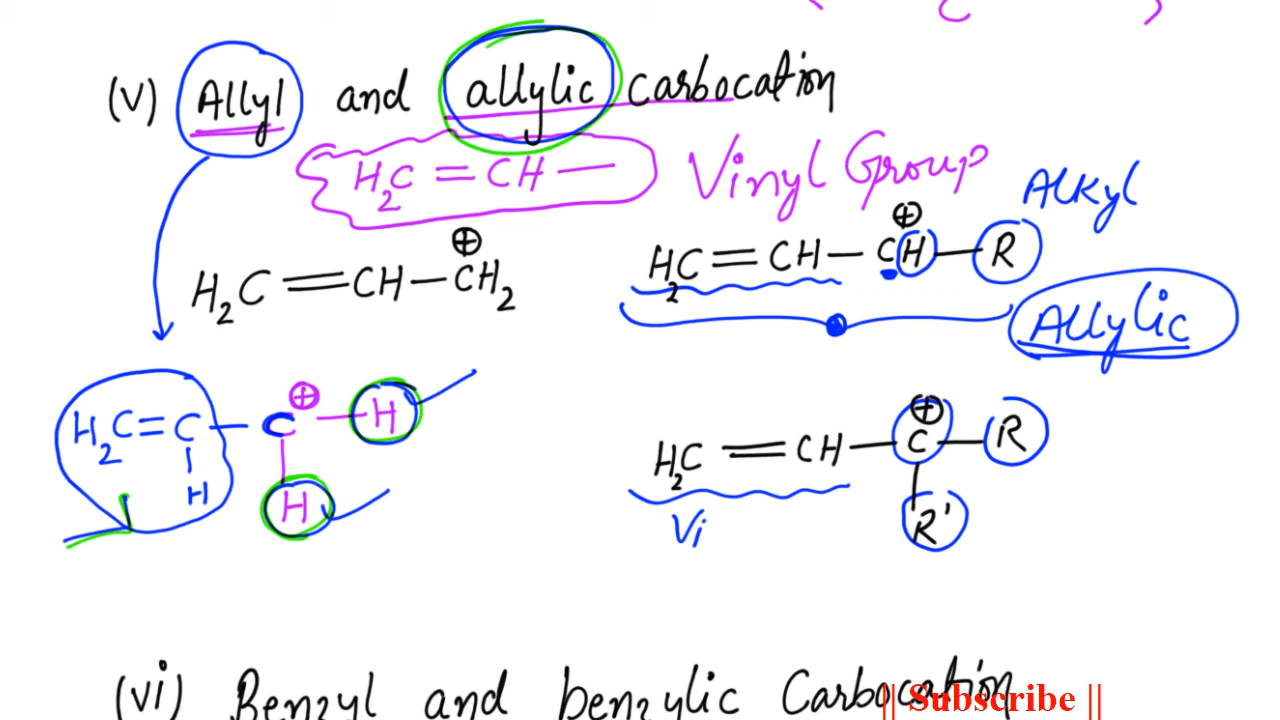 (v) Allyl and allylic carbocation
H2C = CH — Vinyl Group
Alkyl
H2C = CH — CH2 ⊕
H2C = CH — CH — R ⊕
Allylic
H2C = C — C — H ⊕
H H
H2C = CH — C — R ⊕
R'
Vi
(vi) Benzyl and benzylic Carbocation
|| Subscribe ||